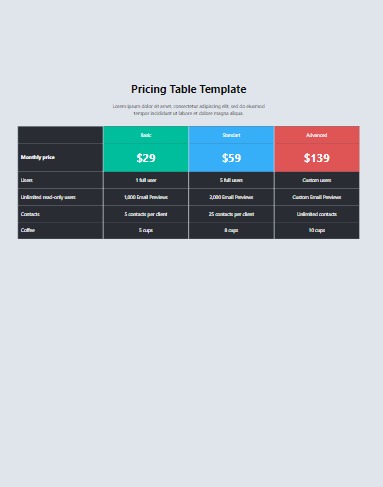 Pricing Table Template
Lorem ipsum dolor sit amet, consectetur adipiscing elit, sed do eiusmod
tempor incididunt ut labore et dolore magna aliqua.
Basic Standart Advanced
Monthly price $29 $59 $139
Users 1 full user 5 full users Custom users
Unlimited read-only users 1,000 Email Previews 2,000 Email Previews Custom Email Previews
Contacts 5 contacts per client 25 contacts per client Unlimited contacts
Coffee 5 cups 8 cups 10 cups